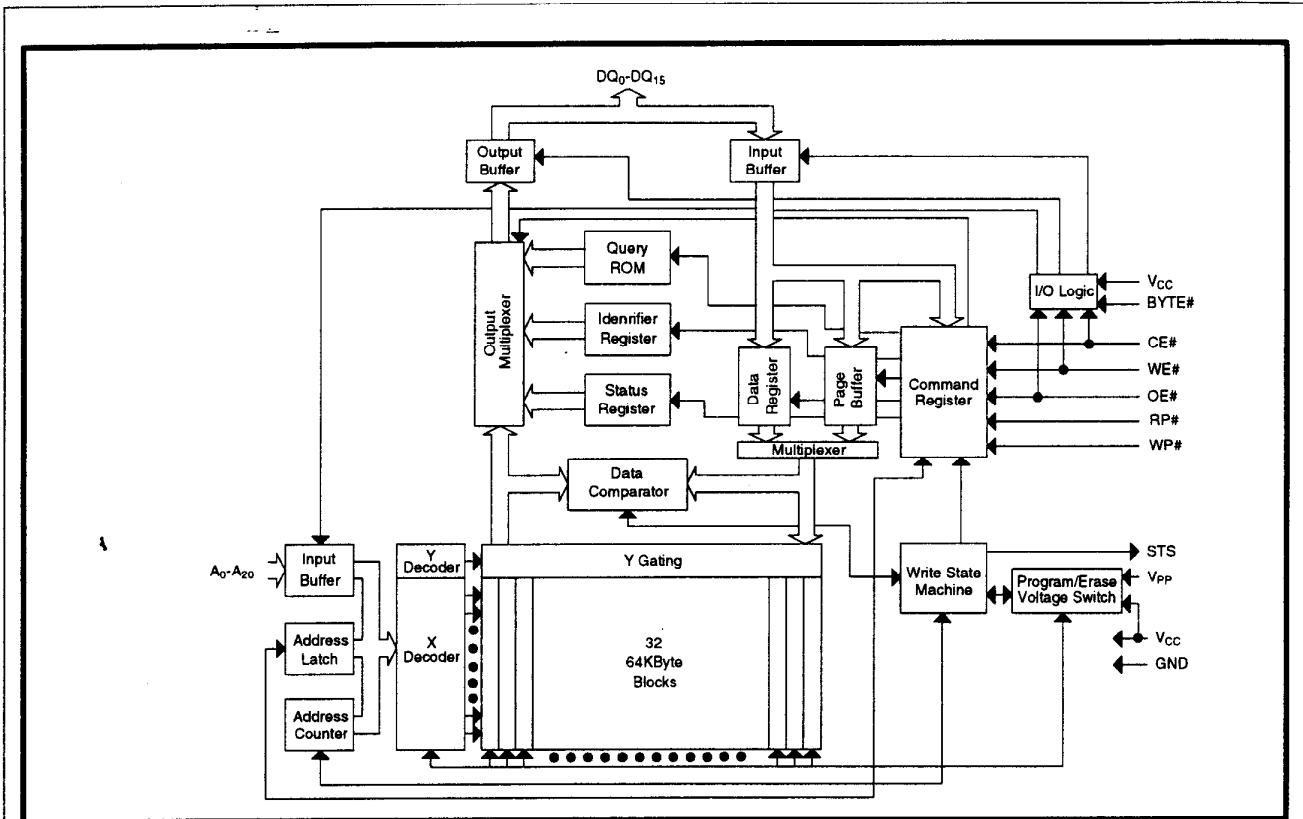 DQ0-DQ15
Output
Buffer
Input
Buffer
Query
ROM
I/O Logic
VCC
BYTE#
Output
Multiplexer
Idenrifier
Register
CE#
Data
Register
Page
Buffer
Command
Register
WE#
OE#
Status
Register
RP#
WP#
Multiplexer
Data
Comparator
A0-A20
Input
Buffer
Y
Decoder
Y Gating
Write State
Machine
STS
Program/Erase
Voltage Switch
VPP
Address
Latch
X
Decoder
32
64KByte
Blocks
VCC
GND
Address
Counter